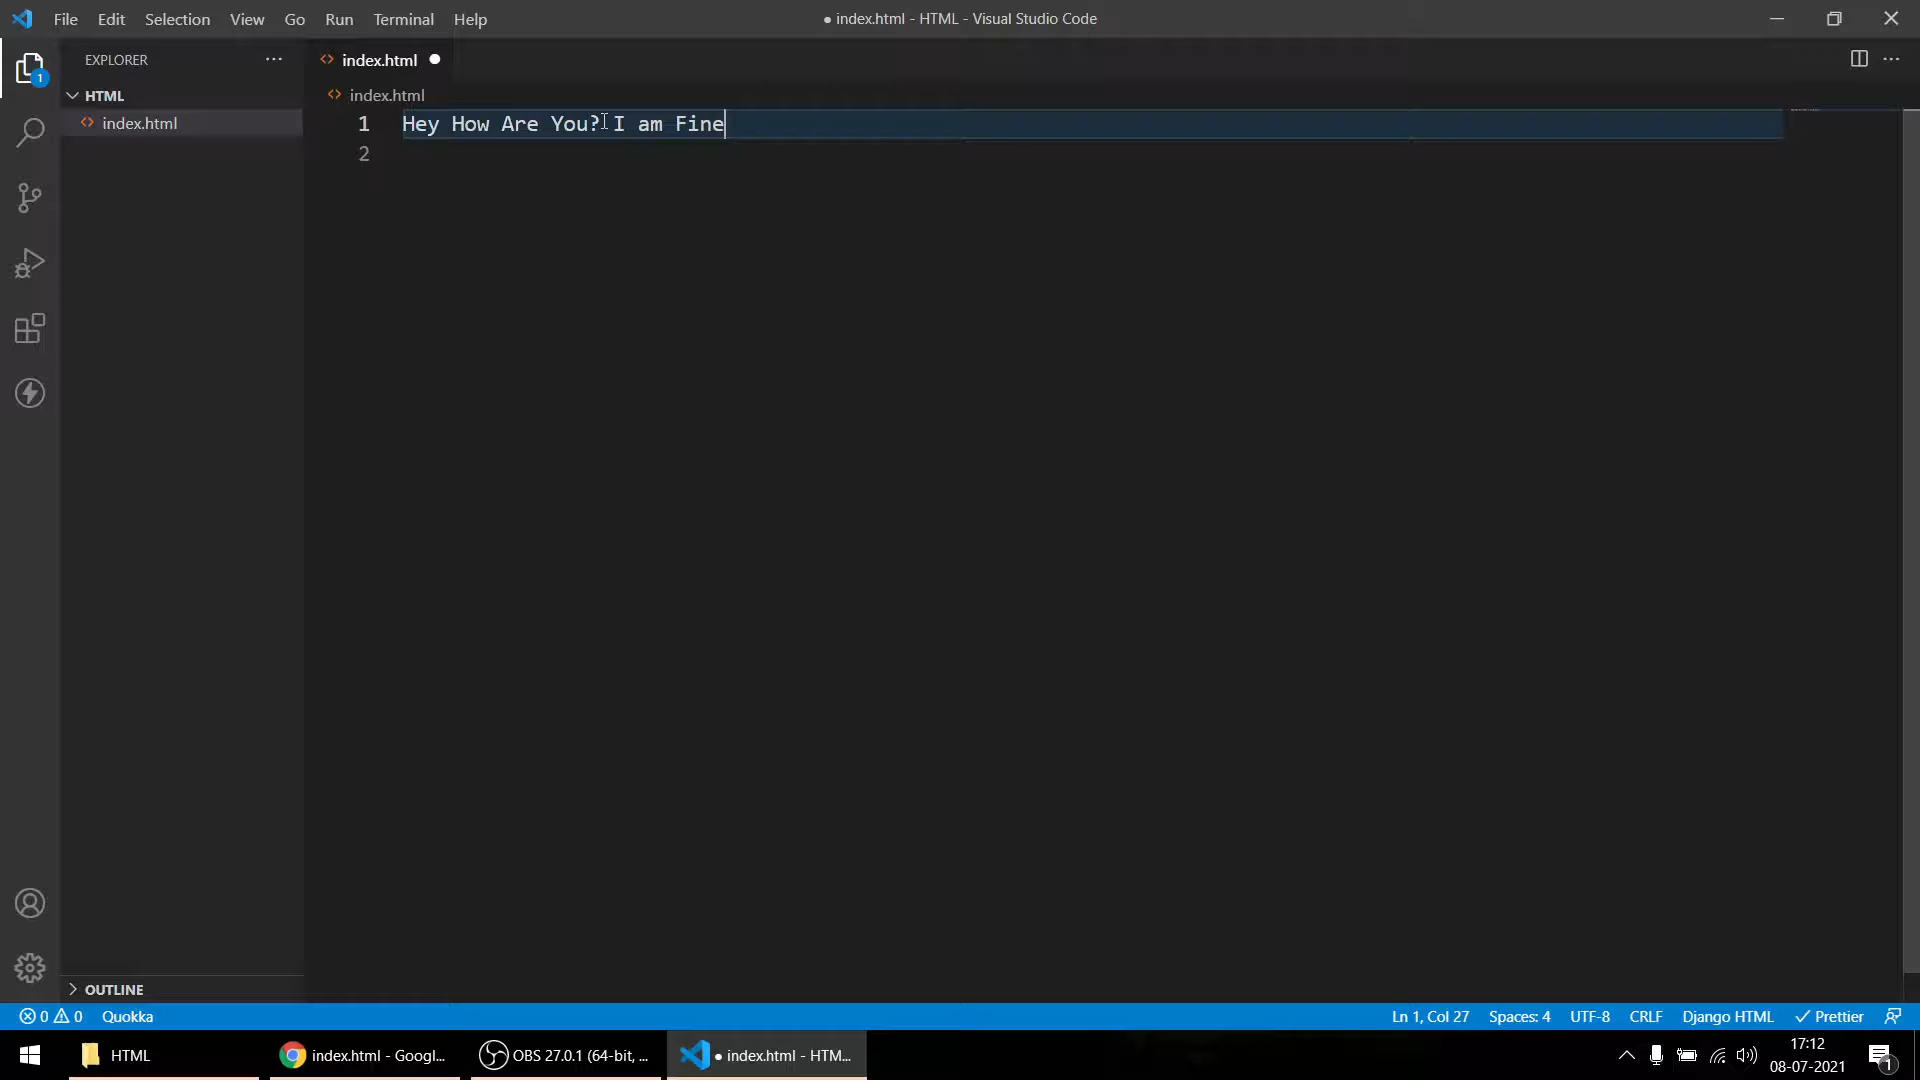 File Edit Selection View Go Run Terminal Help
● index.html - HTML - Visual Studio Code
EXPLORER
index.html
HTML
index.html
index.html
1 Hey How Are You? I am Fine
2
1
OUTLINE
0 0 Quokka
Ln 1, Col 27 Spaces: 4 UTF-8 CRLF Django HTML Prettier
HTML
index.html - Googl...
OBS 27.0.1 (64-bit, ...
● index.html - HTM...
17:12
08-07-2021
1